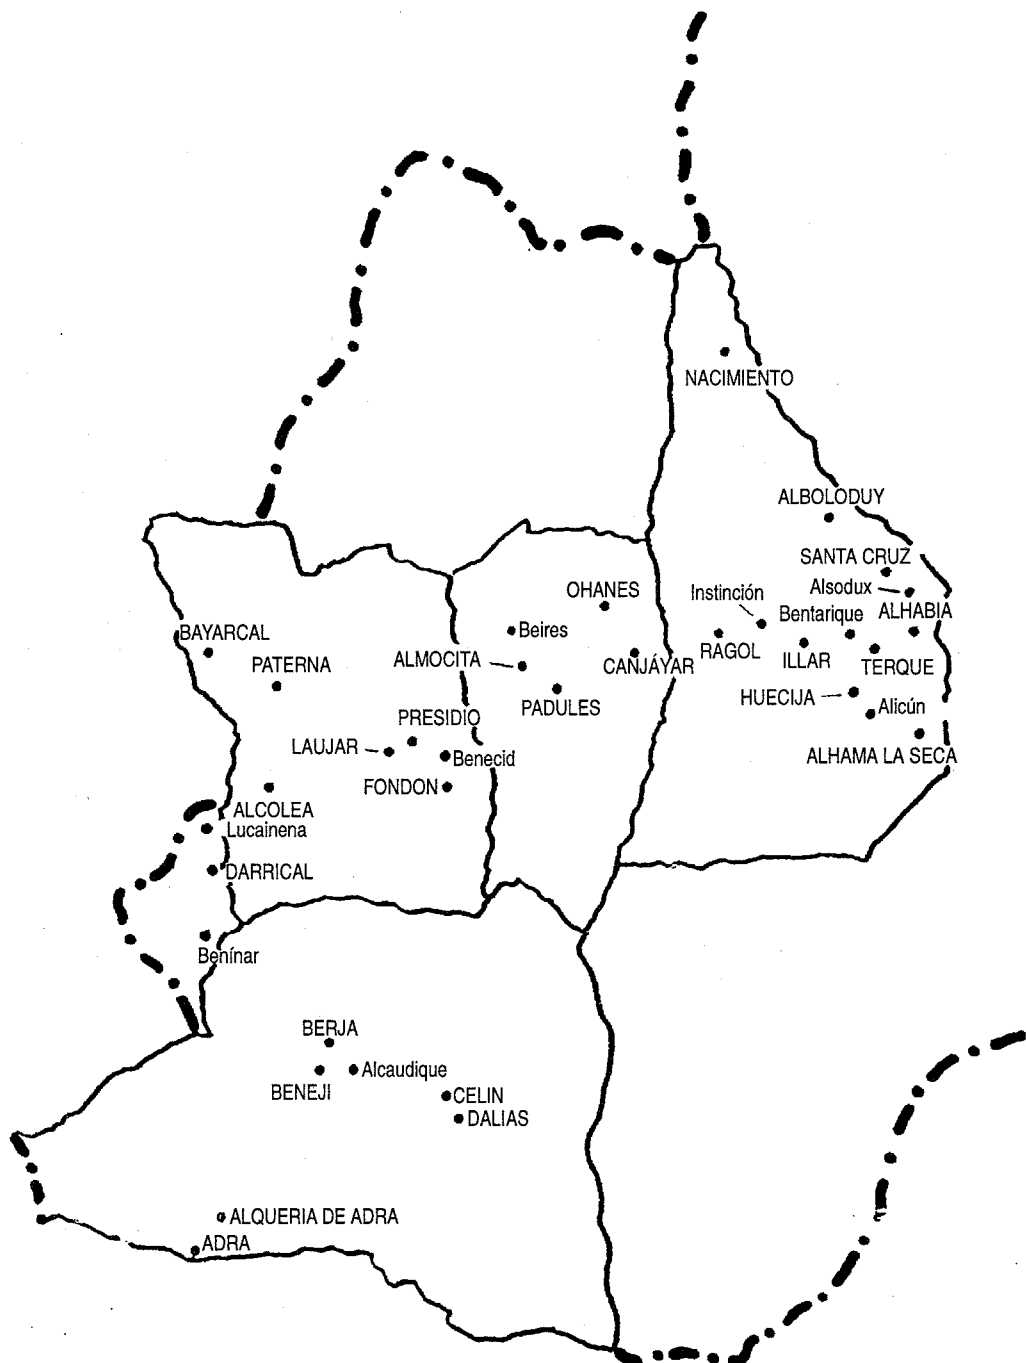 NACIMIENTO
ALBOLODUY
SANTA CRUZ
Alsodux
OHANES
Instinción
Bentarique
ALHABIA
BAYARCAL
Beires
RAGOL
ILLAR
TERQUE
PATERNA
ALMOCITA
CANJÁYAR
PADULES
HUECIJA
Alicún
PRESIDIO
LAUJAR
Benecid
ALHAMA LA SECA
FONDON
ALCOLEA
Lucainena
DARRICAL
Benínar
BERJA
Alcaudique
BENEJI
CELIN
DALIAS
ALQUERIA DE ADRA
ADRA